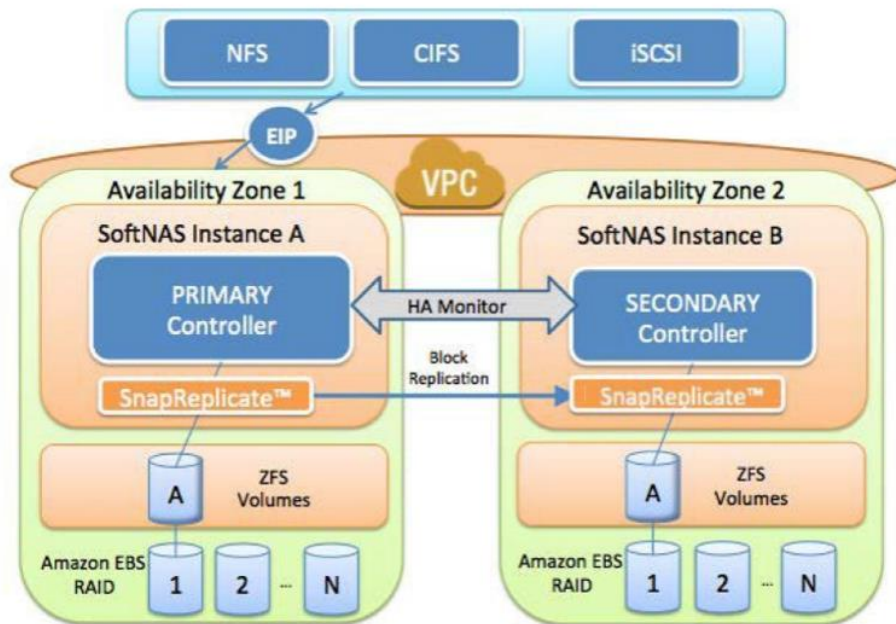 NFS
CIFS
iSCSI
EIP
VPC
Availability Zone 1
SoftNAS Instance A
PRIMARY
Controller
SnapReplicate™
HA Monitor
Block
Replication
Availability Zone 2
SoftNAS Instance B
SECONDARY
Controller
SnapReplicate™
A
ZFS
Volumes
Amazon EBS
RAID
1
2
...
N
A
ZFS
Volumes
Amazon EBS
RAID
1
2
...
N